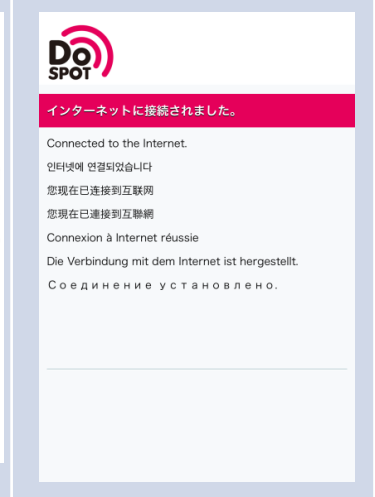 Do
SPOT
インターネットに接続されました。
Connected to the Internet.
인터넷에 연결되었습니다
您现在已连接到互联网
您現在已連接到互聯網
Connexion à Internet réussie
Die Verbindung mit dem Internet ist hergestellt.
Соединение установлено.